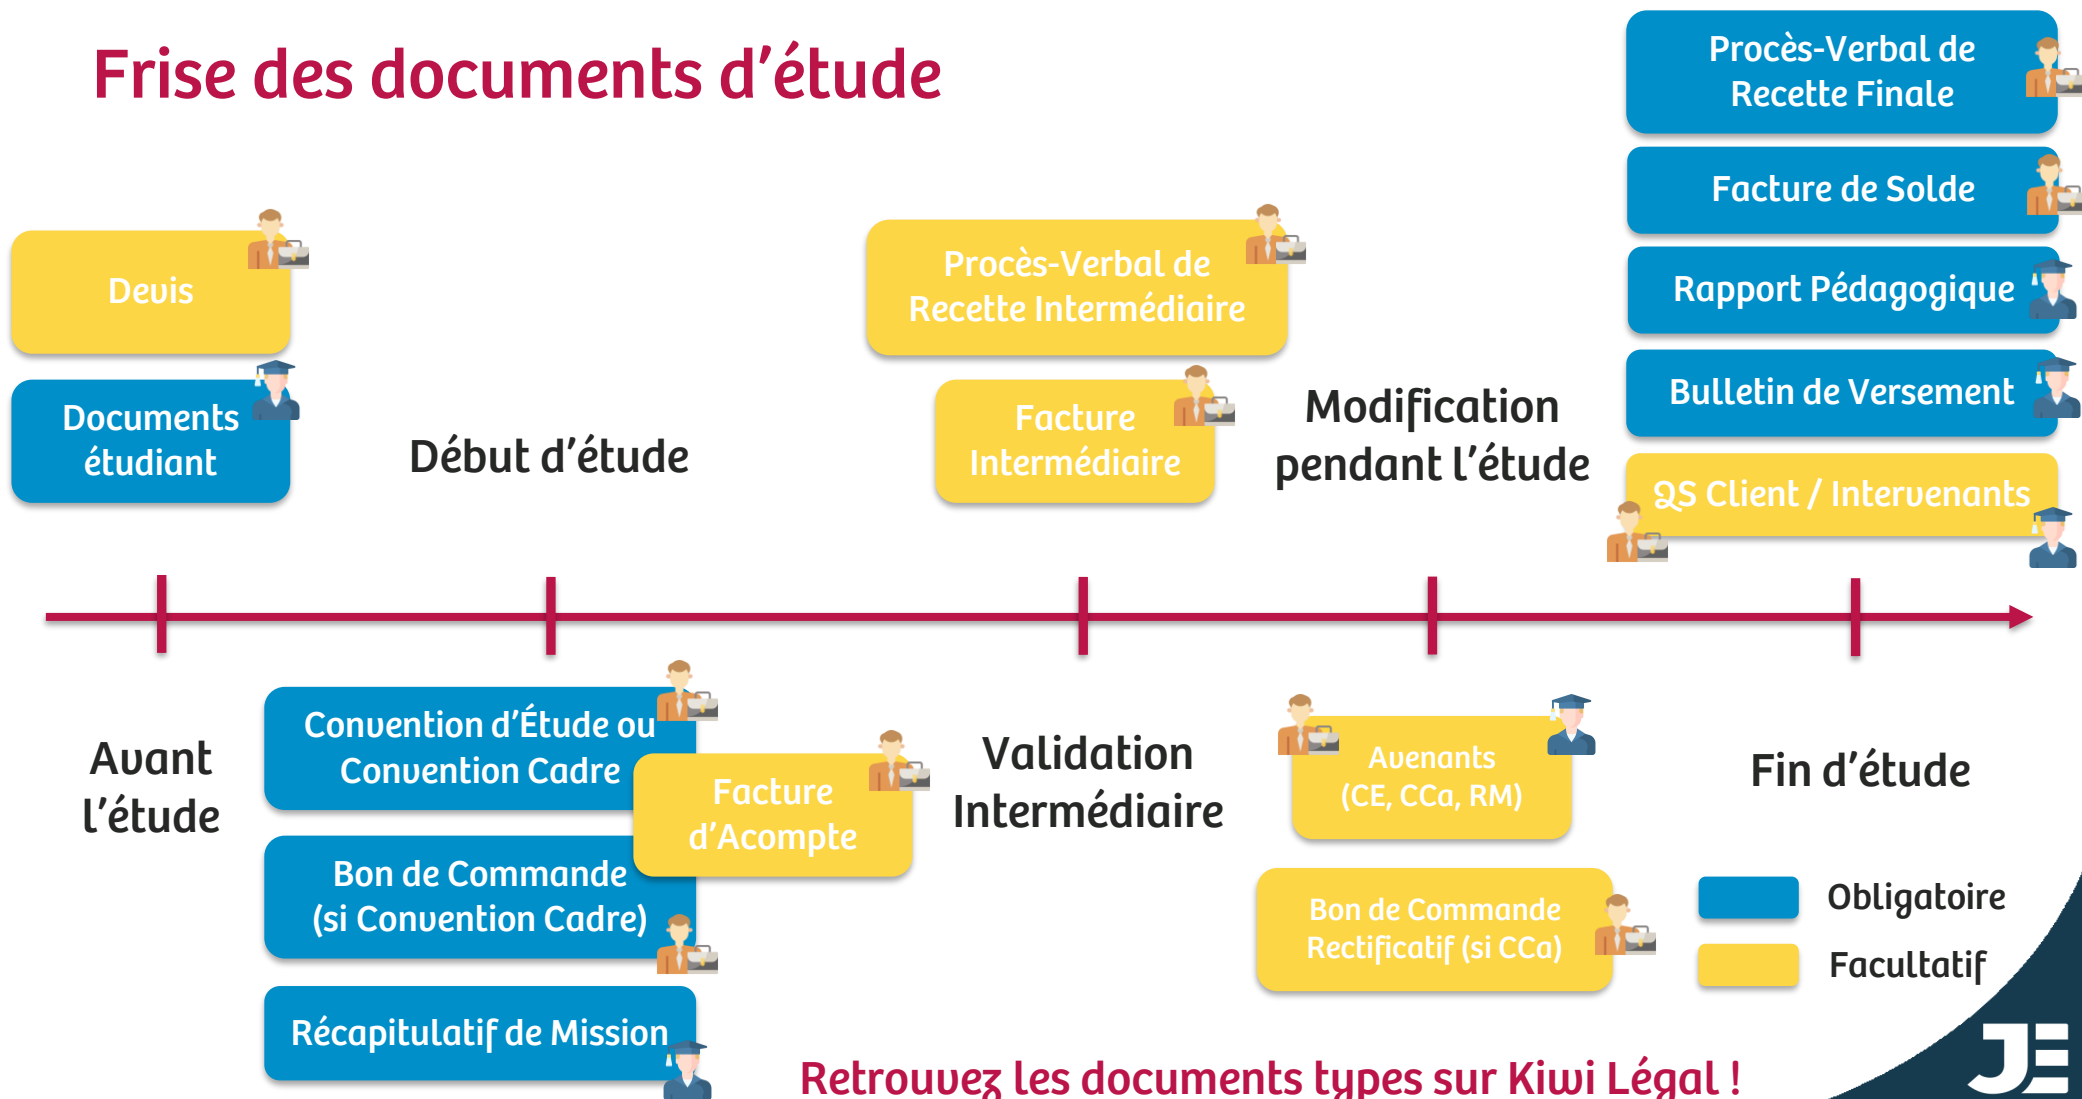 Frise des documents d'étude
Procès-Verbal de
Recette Finale
Facture de Solde
Rapport Pédagogique
Bulletin de Versement
QS Client / Intervenants
Devis
Documents
étudiant
Début d'étude
Procès-Verbal de
Recette Intermédiaire
Facture
Intermédiaire
Modification
pendant l'étude
Avant
l'étude
Convention d'Étude ou
Convention Cadre
Facture
d'Acompte
Bon de Commande
(si Convention Cadre)
Récapitulatif de Mission
Validation
Intermédiaire
Avenants
(CE, CCa, RM)
Bon de Commande
Rectificatif (si CCa)
Fin d'étude
Obligatoire
Facultatif
Retrouvez les documents types sur Kiwi Légal !
JE